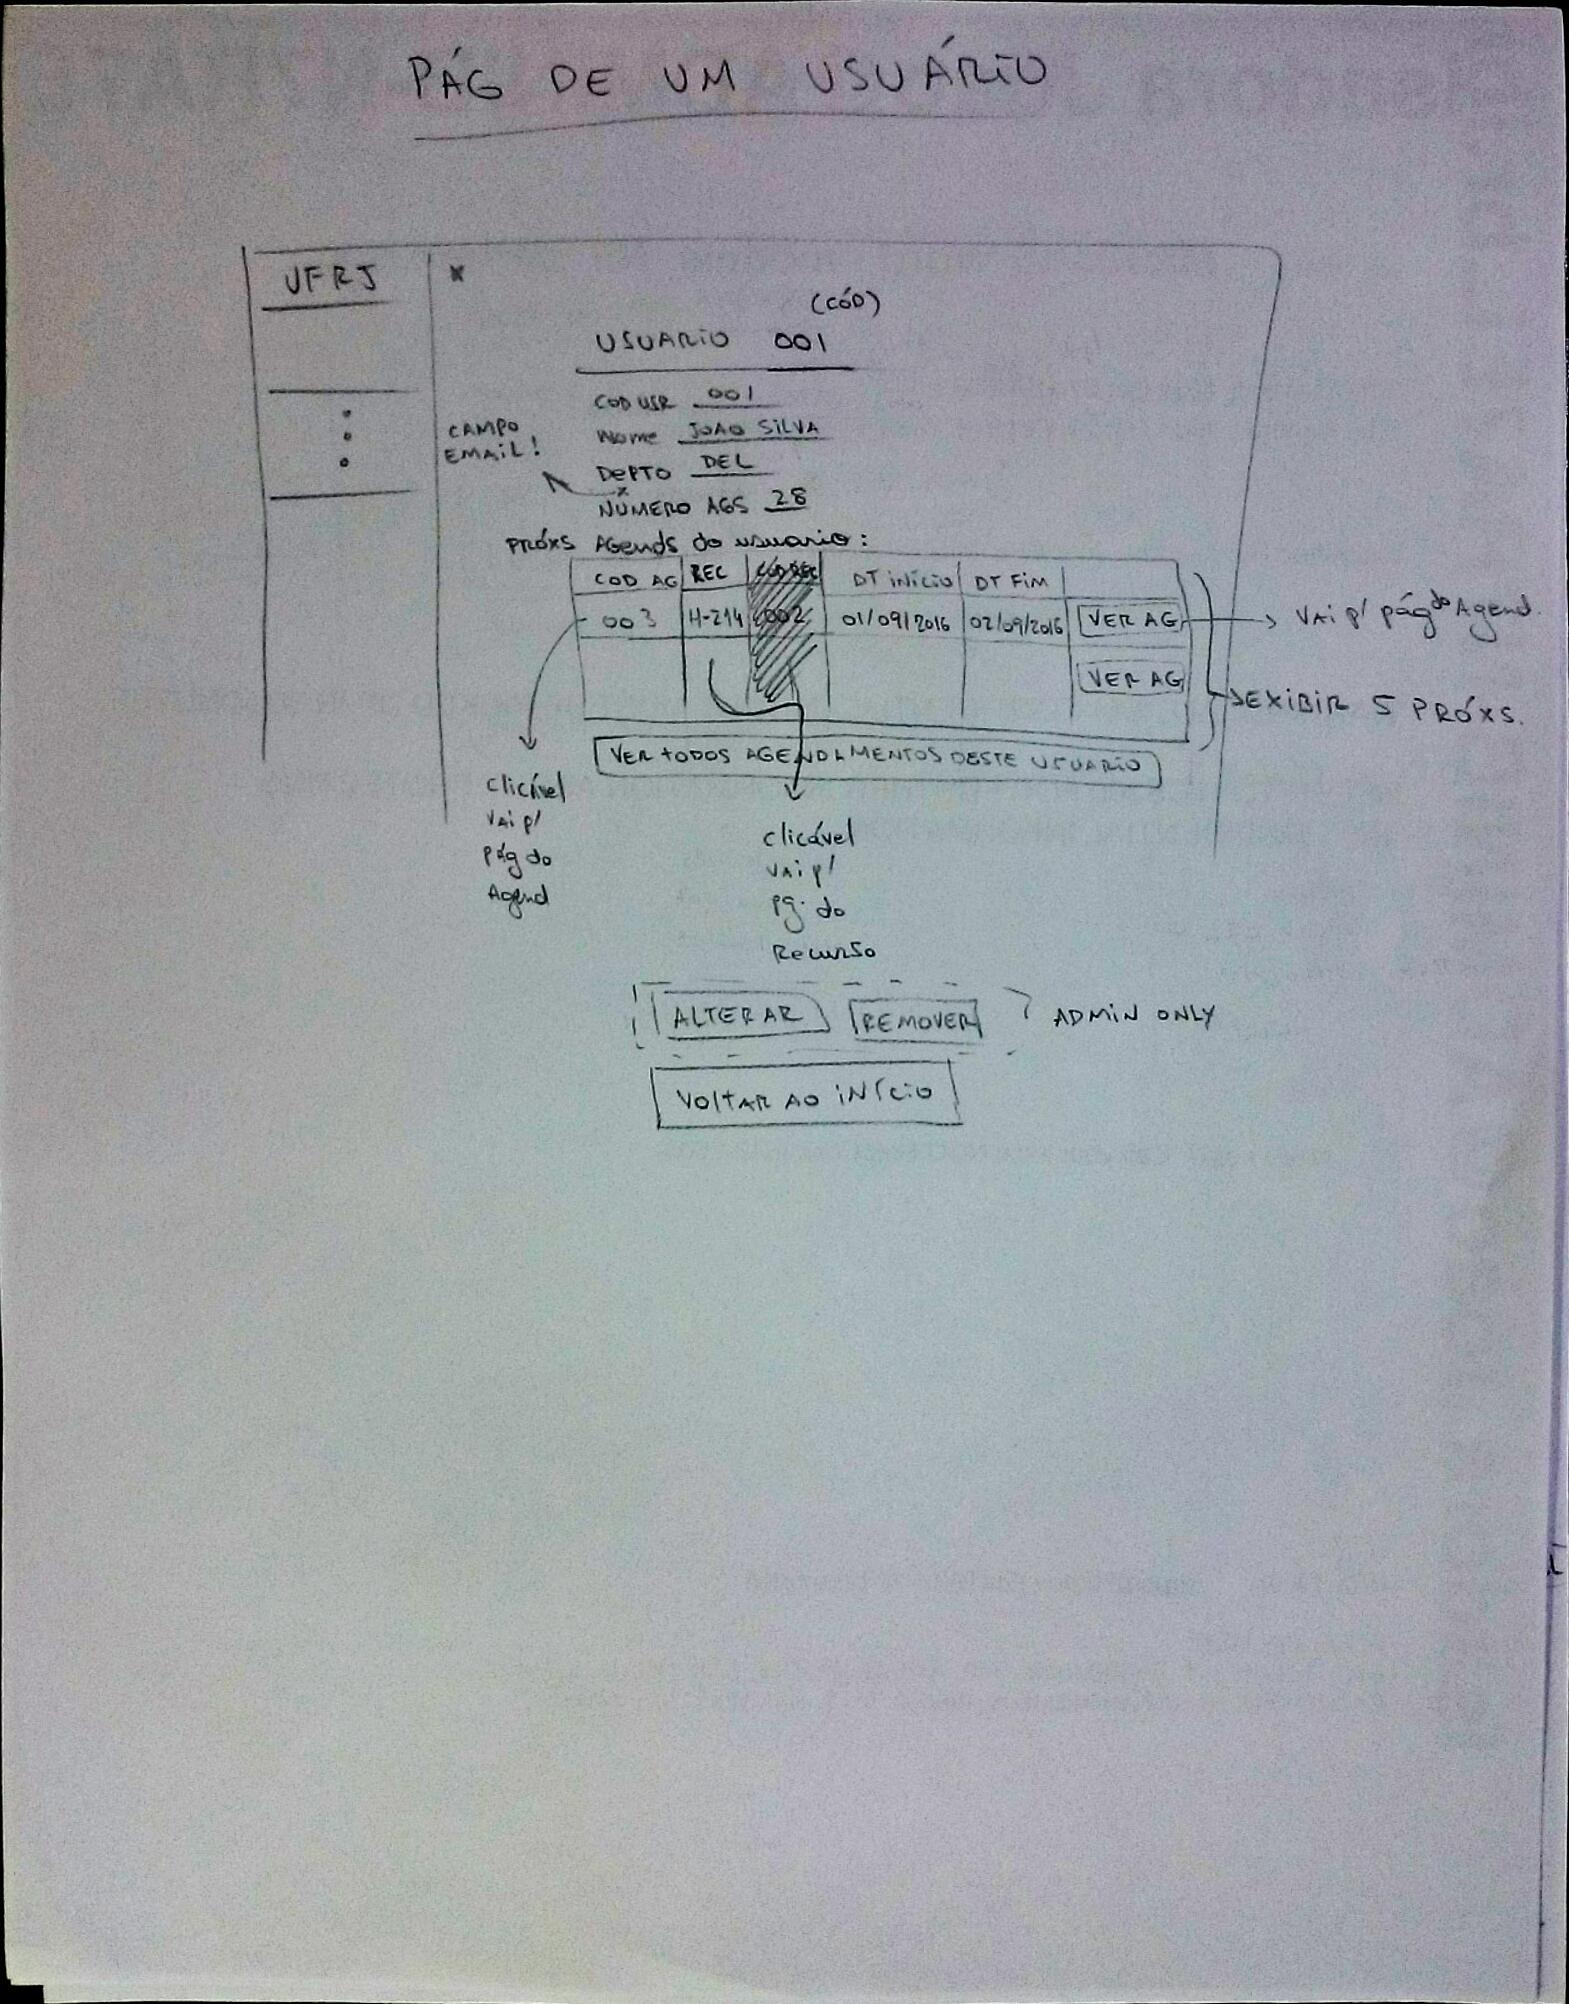 PÁG DE UM USUÁRIO
UFRJ
x
(CÓD)
USUARIO 001
COD USR 001
Nome JOAO SILVA
DEPTO DEL
CAMPO
EMAIL!
x
NÚMERO AGS 28
PRÓXS Agends do usuario:
COD AG REC COD REC DT INÍCIO DT FIM
003 H-214 002 01/09/2016 02/09/2016 VER AG
VAI p/ pág do Agend.
VER AG
EXIBIR 5 PRÓXS.
VER TODOS AGENDAMENTOS DESTE USUARIO
clicável
VAI p/
pág do
Agend
clicável
VAI p/
pg. do
Recurso
ALTERAR REMOVER ADMIN ONLY
VOLTAR AO INÍCIO